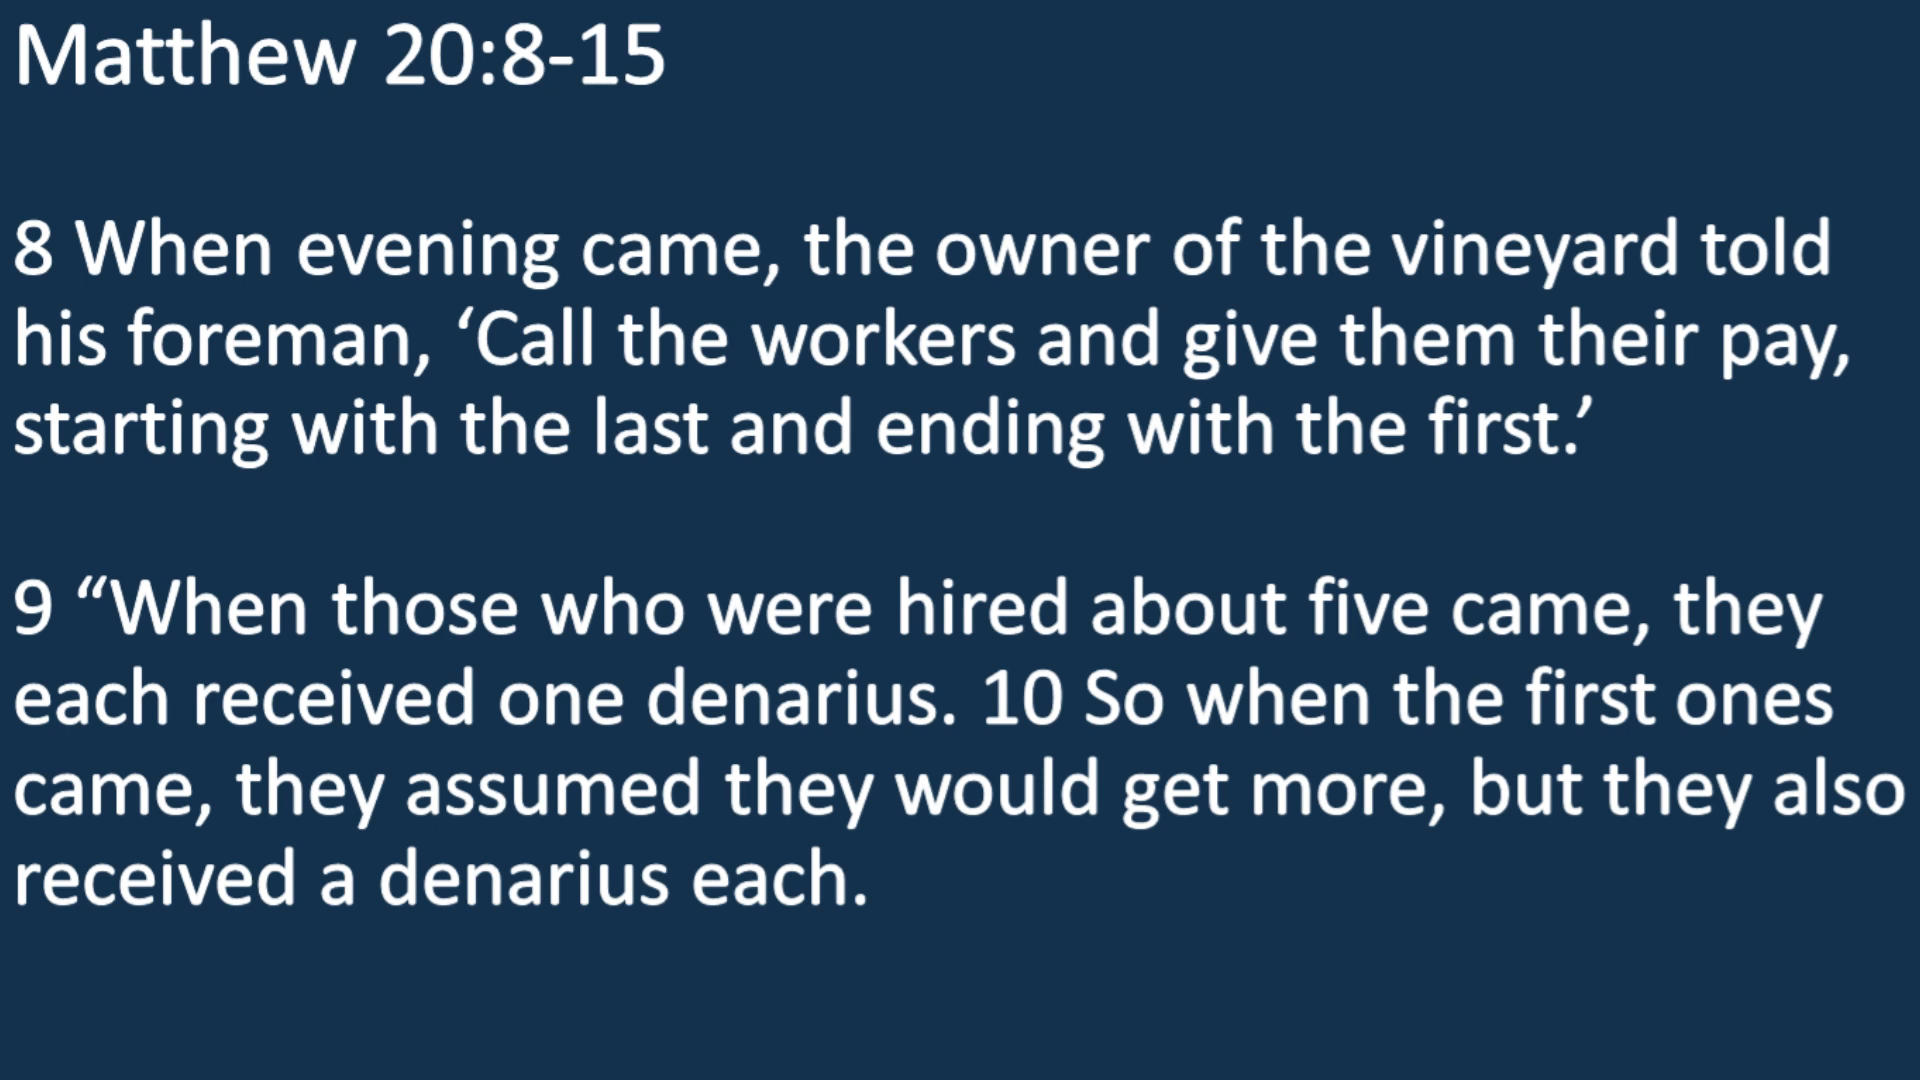 Matthew 20:8-15
8 When evening came, the owner of the vineyard told
his foreman, ‘Call the workers and give them their pay,
starting with the last and ending with the first.’
9 “When those who were hired about five came, they
each received one denarius. 10 So when the first ones
came, they assumed they would get more, but they also
received a denarius each.